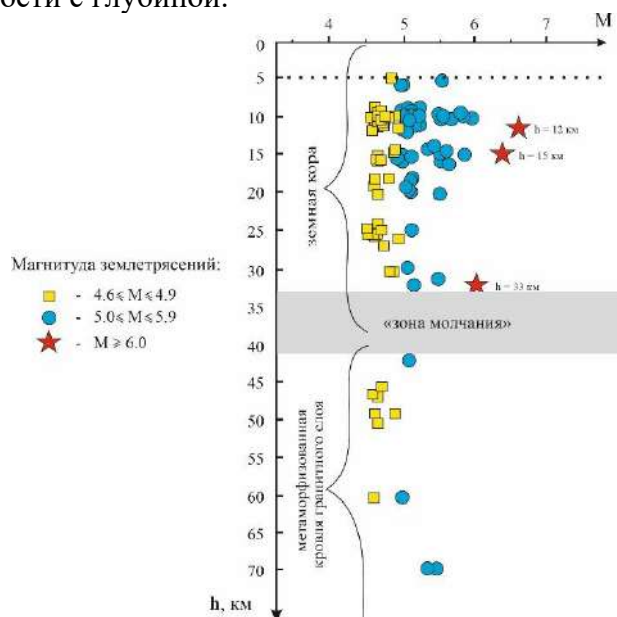 ости с глубиной.
4 5 6 7 M
0
5
10
15
20
25
30
35
40
45
50
55
60
65
70
h, км
земная кора
h = 12 км
h = 15 км
h = 33 км
«зона молчания»
метаморфизованная
кровля гранитного слоя
Магнитуда землетрясений:
- 4.6 ⩽ M ⩽ 4.9
- 5.0 ⩽ M ⩽ 5.9
- M ⩾ 6.0